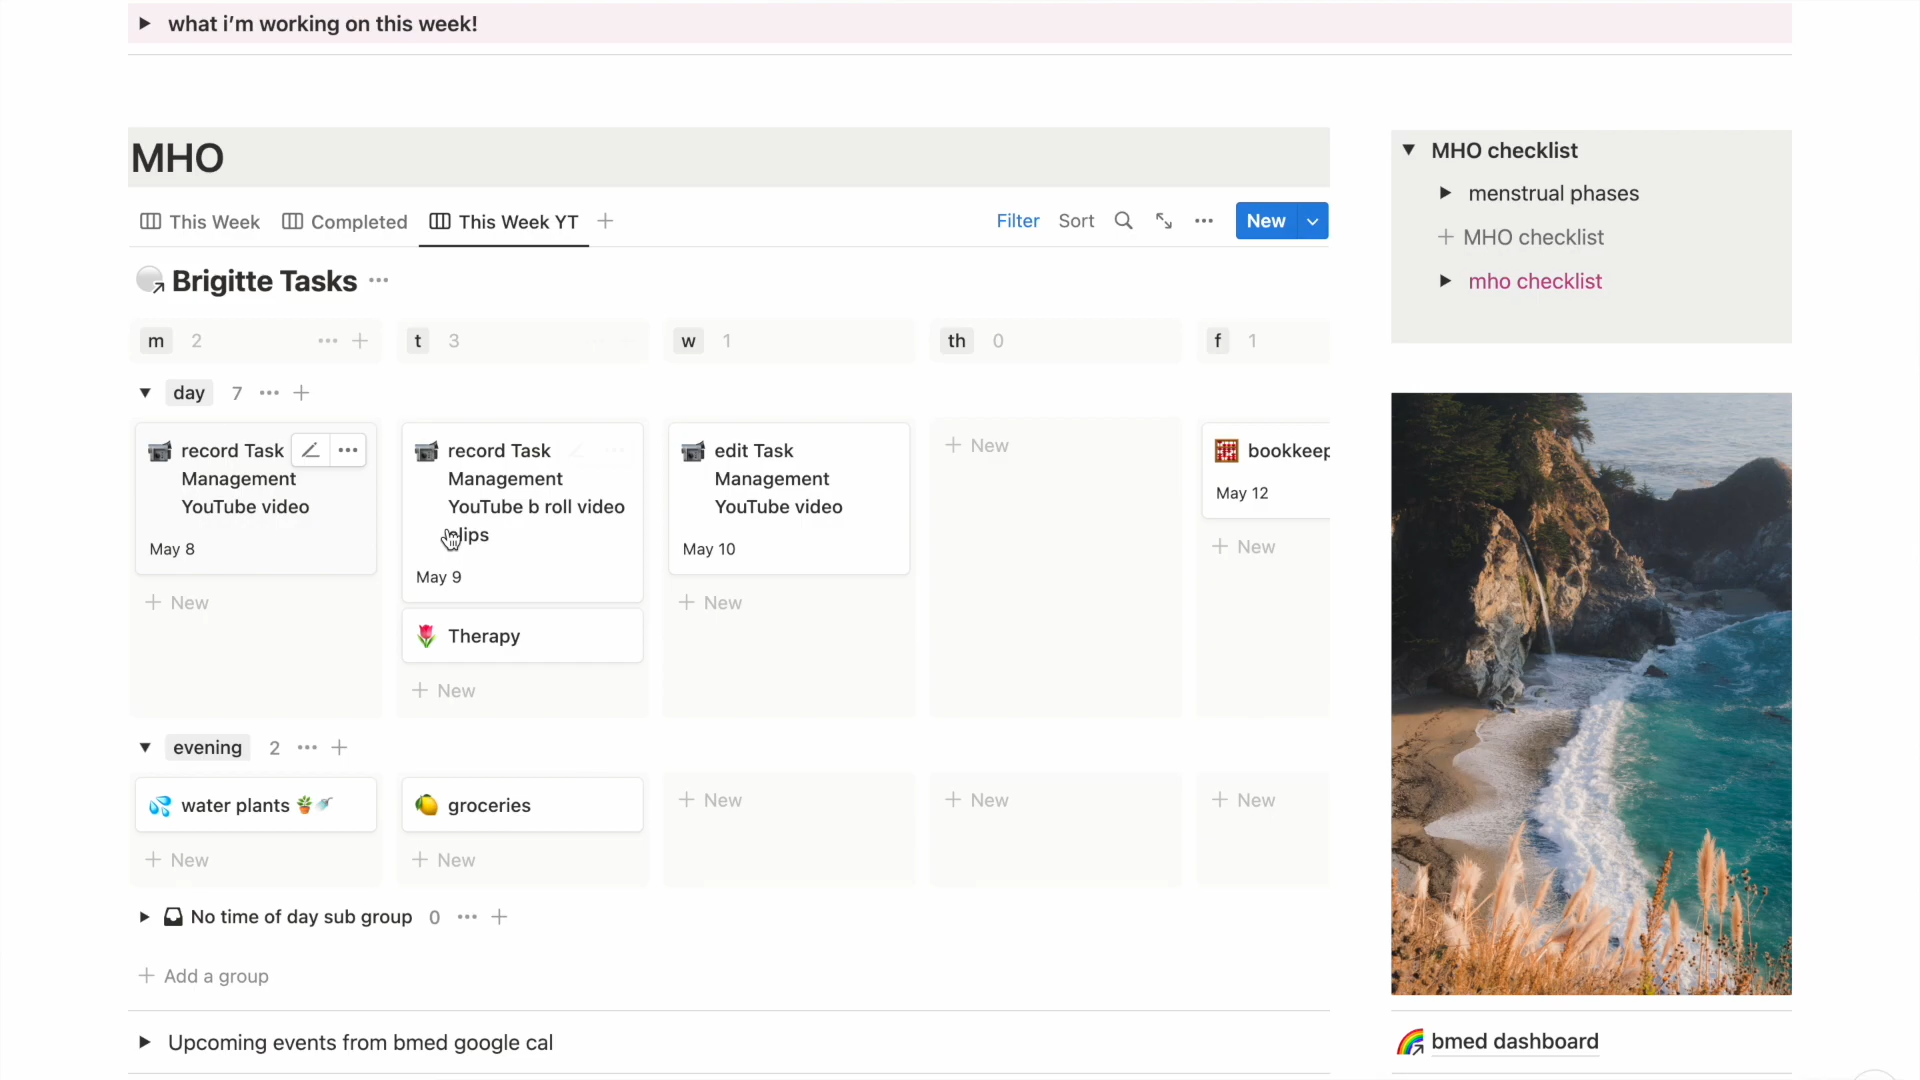 what i’m working on this week!
MHO
This Week
Completed
This Week YT
Filter
Sort
New
Brigitte Tasks
m 2
t 3
w 1
th 0
f 1
day 7
record Task
Management
YouTube video
May 8
New
record Task
Management
YouTube b roll video
May 9
Therapy
New
edit Task
Management
YouTube video
May 10
New
New
bookkeep
May 12
New
evening 2
water plants
New
groceries
New
New
New
New
No time of day sub group 0
Add a group
Upcoming events from bmed google cal
MHO checklist
menstrual phases
MHO checklist
mho checklist
bmed dashboard